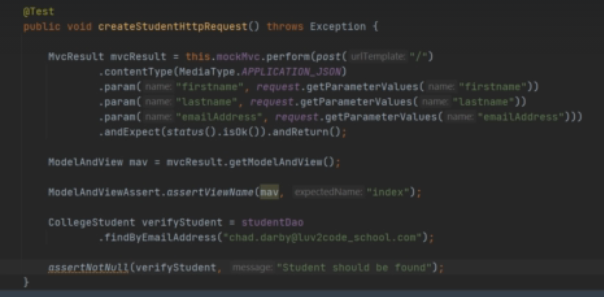 @Test
public void createStudentHttpRequest() throws Exception {
MvcResult mvcResult = this.mockMvc.perform(post( urlTemplate: "/")
.contentType(MediaType.APPLICATION_JSON)
.param( name: "firstname", request.getParameterValues( name: "firstname"))
.param( name: "lastname", request.getParameterValues( name: "lastname"))
.param( name: "emailAddress", request.getParameterValues( name: "emailAddress")))
.andExpect(status().isOk()).andReturn();
ModelAndView mav = mvcResult.getModelAndView();
ModelAndViewAssert.assertViewName(mav, expectedName: "index");
CollegeStudent verifyStudent = studentDao
.findByEmailAddress("chad.darby@luv2code_school.com");
assertNotNull(verifyStudent, message: "Student should be found");
}